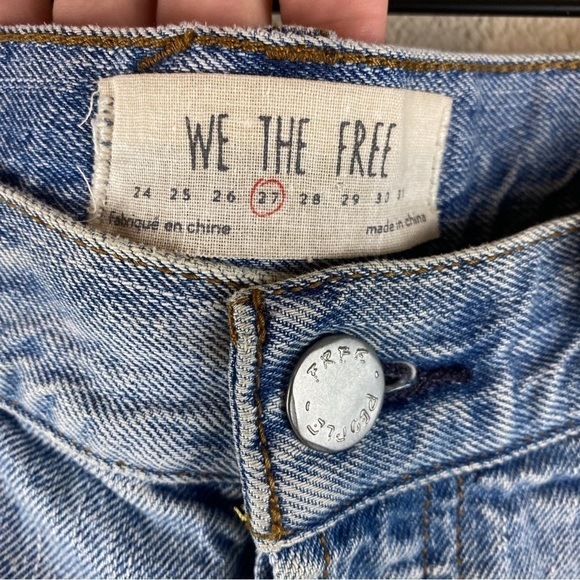 WE THE FREE
24 25 26 27 28 29 30 31
fabriqué en chine made in china
FREE · PEOPLE ·